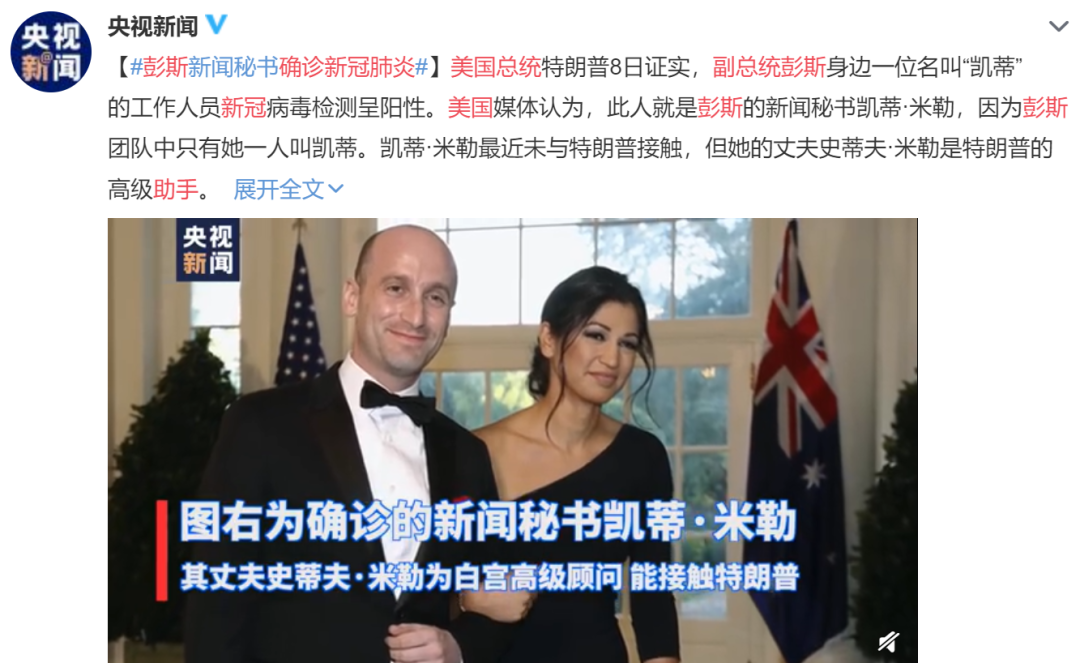 央视新闻
央视
新闻
【#彭斯新闻秘书确诊新冠肺炎#】美国总统特朗普8日证实，副总统彭斯身边一位名叫“凯蒂”
的工作人员新冠病毒检测呈阳性。美国媒体认为，此人就是彭斯的新闻秘书凯蒂·米勒，因为彭斯
团队中只有她一人叫凯蒂。凯蒂·米勒最近未与特朗普接触，但她的丈夫史蒂夫·米勒是特朗普的
高级助手。 展开全文
央视
新闻
图右为确诊的新闻秘书凯蒂·米勒
其丈夫史蒂夫·米勒为白宫高级顾问 能接触特朗普